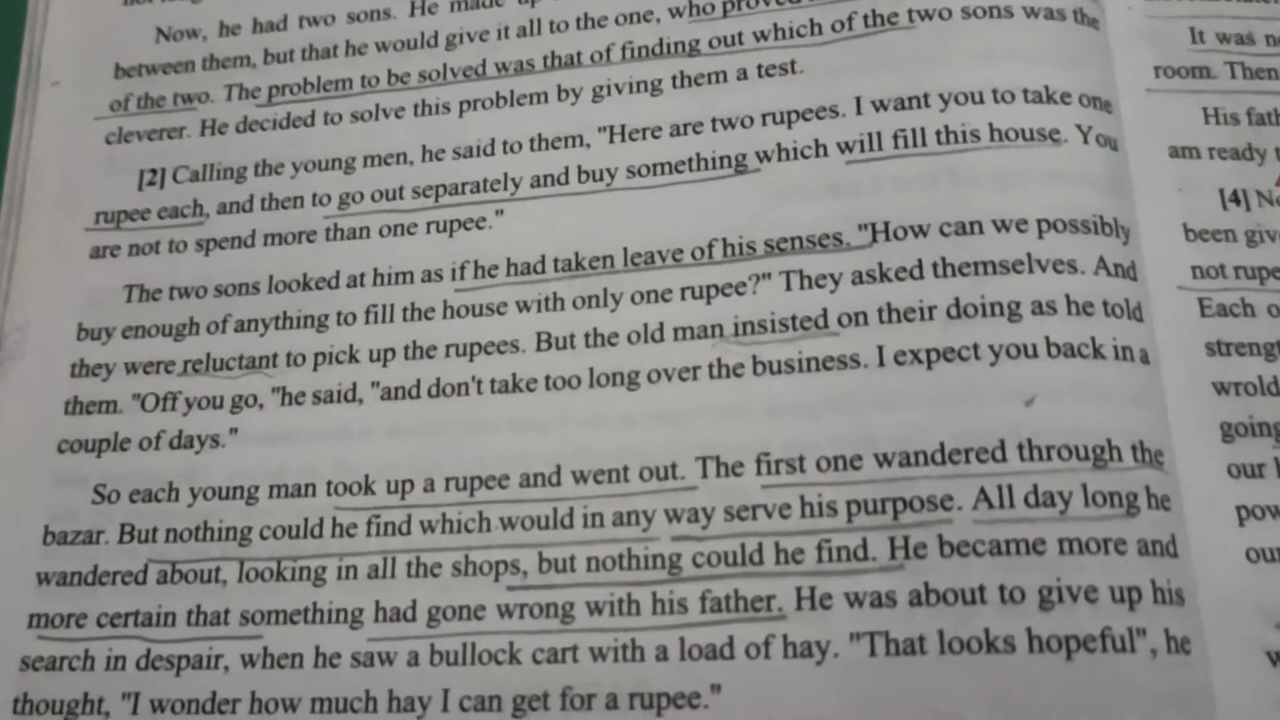 Now, he had two sons. He made
between them, but that he would give it all to the one, who proved
of the two. The problem to be solved was that of finding out which of the two sons was the
cleverer. He decided to solve this problem by giving them a test.
[2] Calling the young men, he said to them, "Here are two rupees. I want you to take one
rupee each, and then to go out separately and buy something which will fill this house. You
are not to spend more than one rupee."
The two sons looked at him as if he had taken leave of his senses. "How can we possibly
buy enough of anything to fill the house with only one rupee?" They asked themselves. And
they were reluctant to pick up the rupees. But the old man insisted on their doing as he told
them. "Off you go, "he said, "and don't take too long over the business. I expect you back in a
couple of days."
So each young man took up a rupee and went out. The first one wandered through the
bazar. But nothing could he find which would in any way serve his purpose. All day long he
wandered about, looking in all the shops, but nothing could he find. He became more and
more certain that something had gone wrong with his father. He was about to give up his
search in despair, when he saw a bullock cart with a load of hay. "That looks hopeful", he
thought, "I wonder how much hay I can get for a rupee."
It was
room. Then
His
am ready
[4]
been
not
Each
wrold
going
our